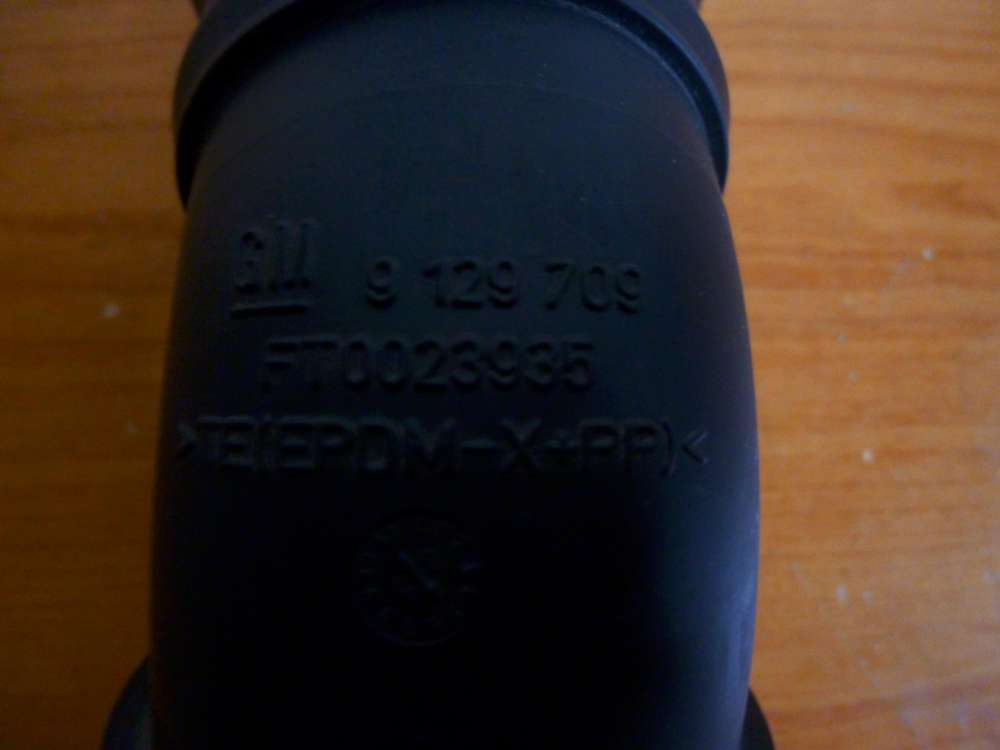 GM 9 129 709
FT0023935
>TE(EPDM-X+PP)<